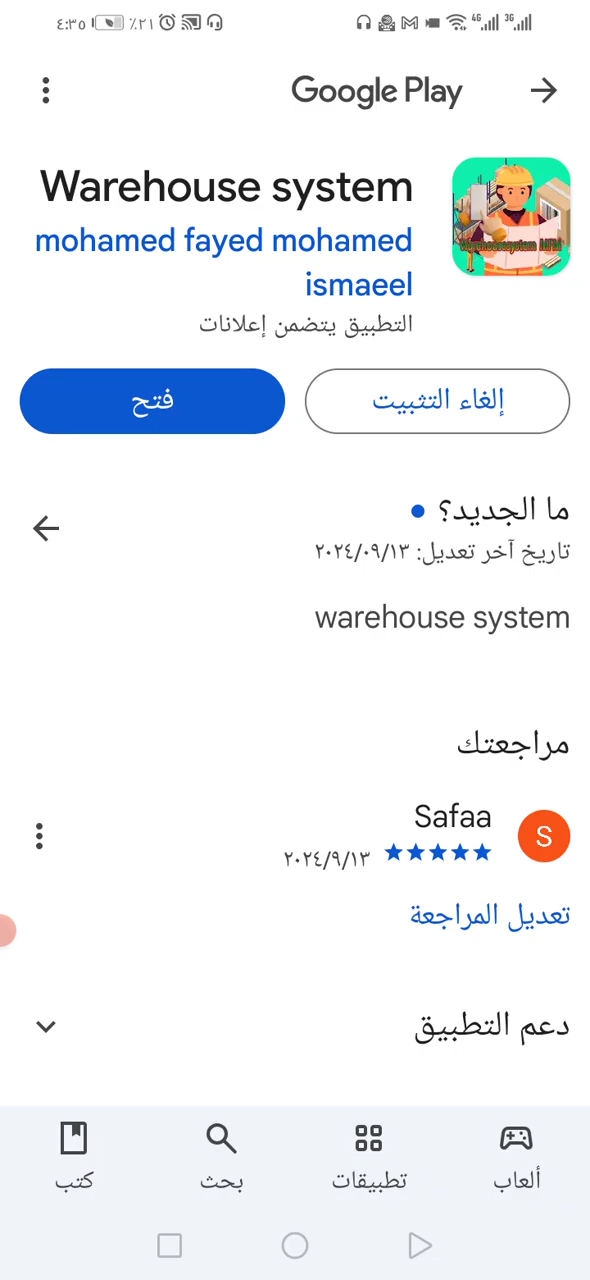 ٤:٣٥ ٪٢١ 4G 3G
Google Play
Warehouse system
mohamed fayed mohamed
ismaeel
التطبيق يتضمن إعلانات
إلغاء التثبيت
فتح
ما الجديد؟
تاريخ آخر تعديل: ٢٠٢٤/٠٩/١٣
warehouse system
مراجعتك
S
Safaa
٢٠٢٤/٩/١٣
تعديل المراجعة
دعم التطبيق
ألعاب
تطبيقات
بحث
كتب